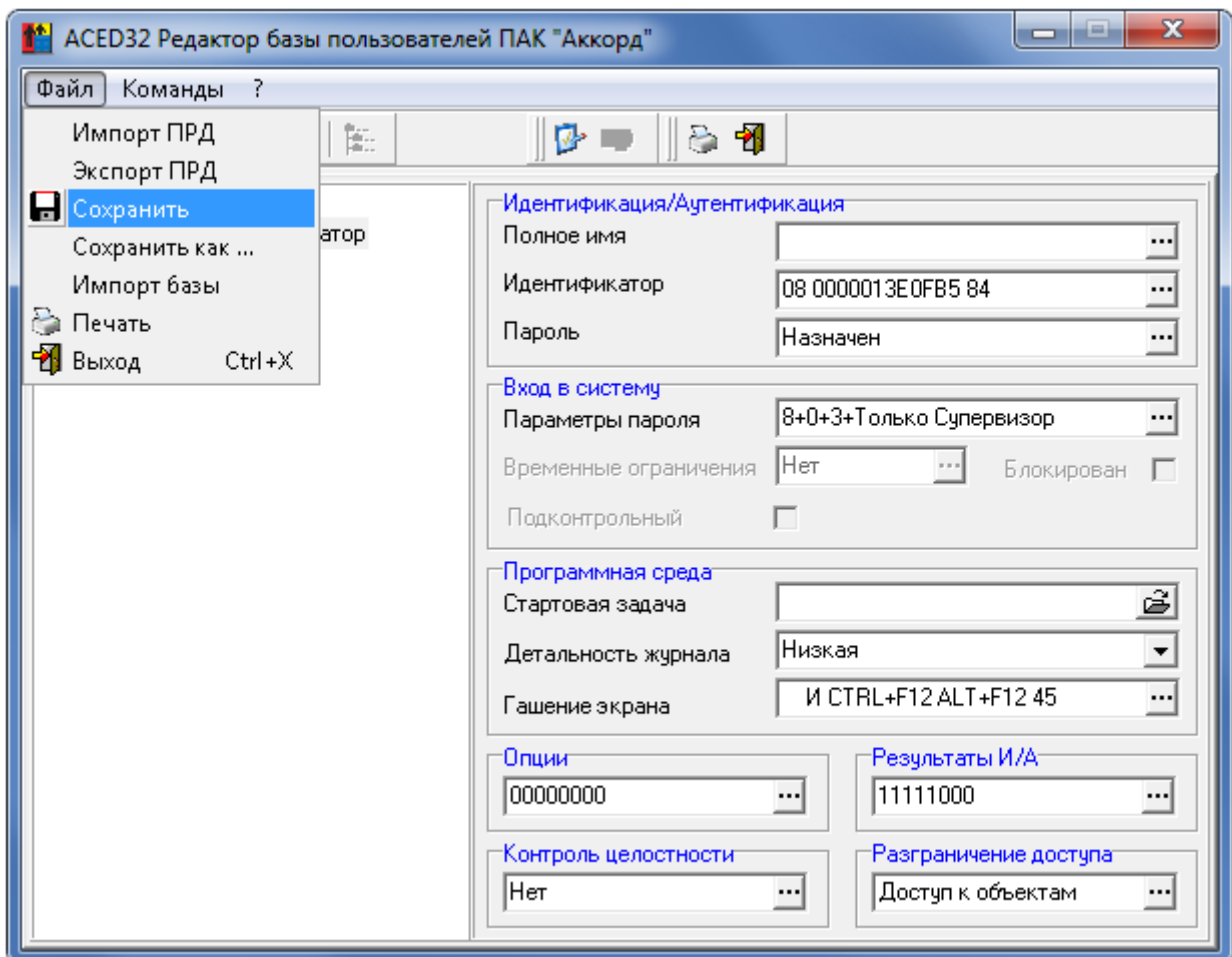 ACED32 Редактор базы пользователей ПАК "Аккорд"
Файл Команды ?
Импорт ПРД
Экспорт ПРД
Сохранить
Сохранить как ...
Импорт базы
Печать
Выход Ctrl+X
атор
Идентификация/Аутентификация
Полное имя
Идентификатор 08 0000013E0FB5 84
Пароль Назначен
Вход в систему
Параметры пароля 8+0+3+Только Супервизор
Временные ограничения Нет Блокирован
Подконтрольный
Программная среда
Стартовая задача
Детальность журнала Низкая
Гашение экрана И CTRL+F12 ALT+F12 45
Опции Результаты И/А
00000000 11111000
Контроль целостности Разграничение доступа
Нет Доступ к объектам